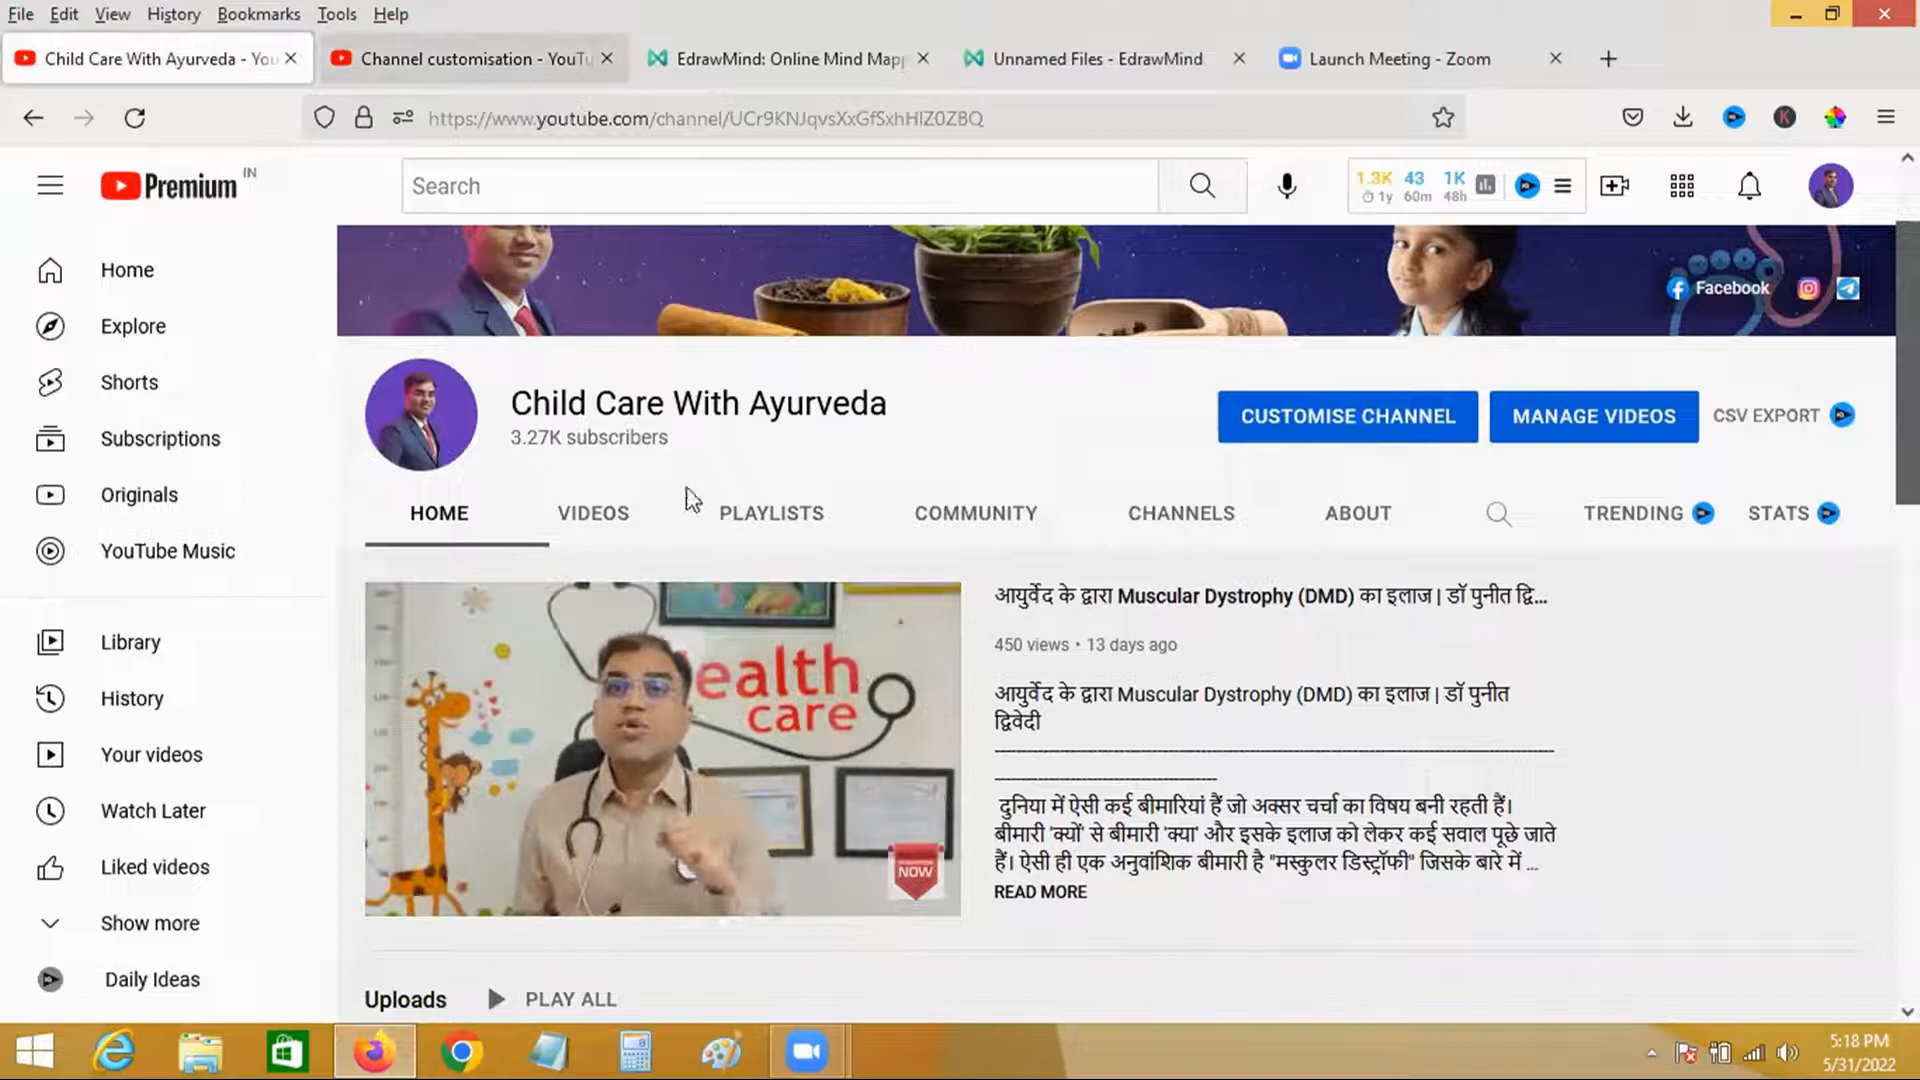 File Edit View History Bookmarks Tools Help
Child Care With Ayurveda - You
Channel customisation - YouTu
EdrawMind: Online Mind Mapp
Unnamed Files - EdrawMind
Launch Meeting - Zoom
https://www.youtube.com/channel/UCr9KNJqvsXxGfSxhHIZ0Z8Q
Premium IN
Search
1.3K 43 1K
1y 60m 48h
Home
Explore
Shorts
Subscriptions
Originals
YouTube Music
Library
History
Your videos
Watch Later
Liked videos
Show more
Daily Ideas
Facebook
Child Care With Ayurveda
3.27K subscribers
CUSTOMISE CHANNEL
MANAGE VIDEOS
CSV EXPORT
HOME VIDEOS PLAYLISTS COMMUNITY CHANNELS ABOUT TRENDING STATS
ealth
care
NOW
आयुर्वेद के द्वारा Muscular Dystrophy (DMD) का इलाज | डॉ पुनीत द्वि...
450 views • 13 days ago
आयुर्वेद के द्वारा Muscular Dystrophy (DMD) का इलाज | डॉ पुनीत
द्विवेदी
दुनिया में ऐसी कई बीमारियां हैं जो अक्सर चर्चा का विषय बनी रहती हैं।
बीमारी 'क्यों' से बीमारी 'क्या' और इसके इलाज को लेकर कई सवाल पूछे जाते
हैं। ऐसी ही एक अनुवांशिक बीमारी है "मस्कुलर डिस्ट्रॉफी" जिसके बारे में ...
READ MORE
Uploads PLAY ALL
5:18 PM
5/31/2022